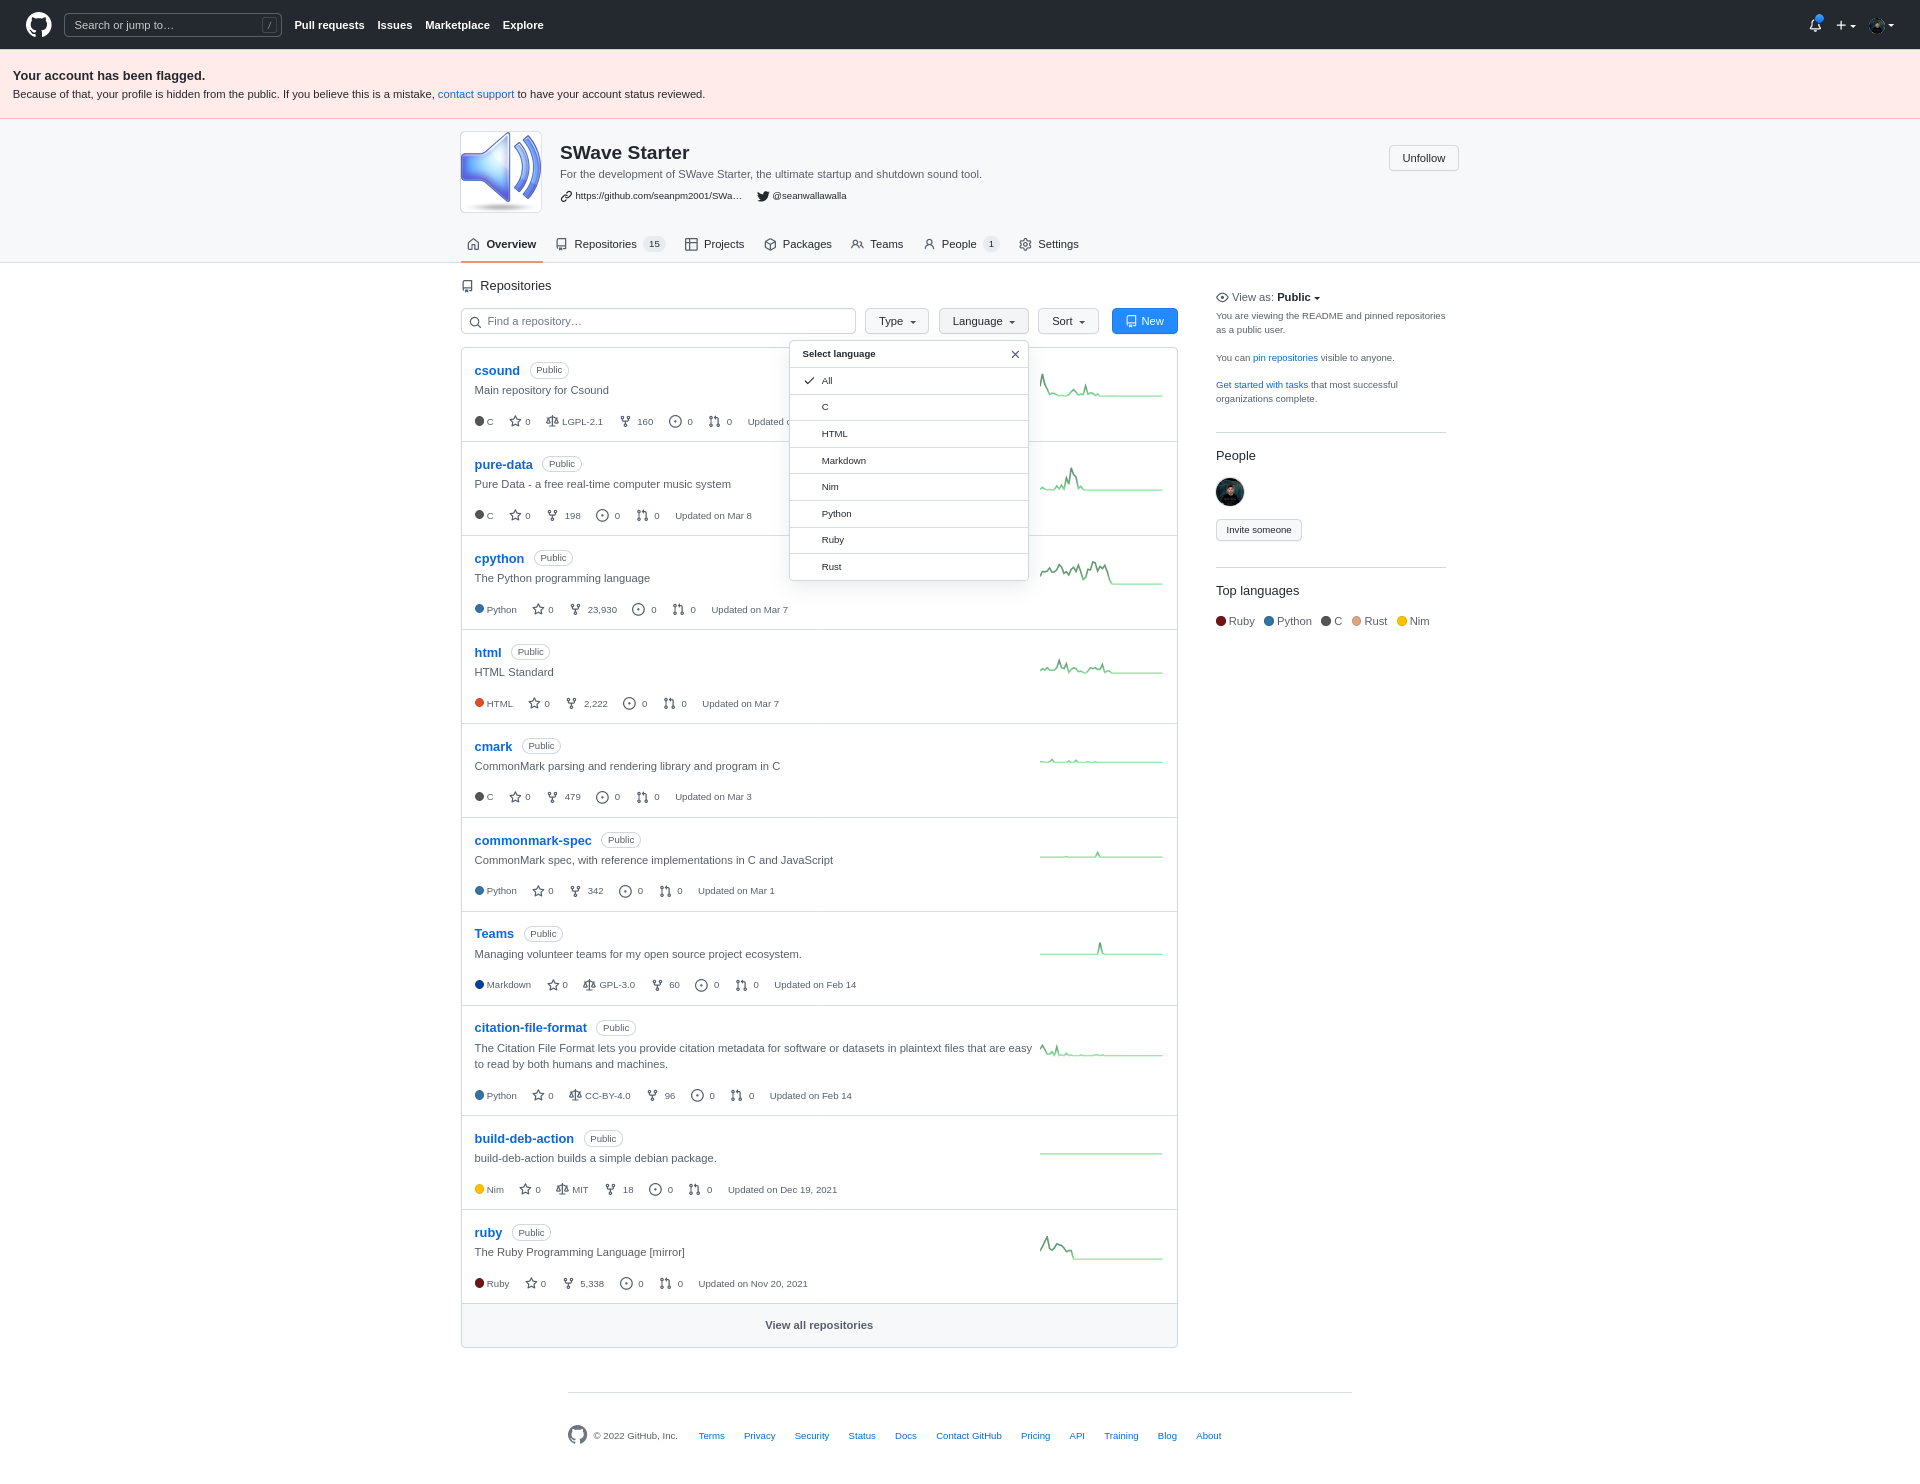 Search or jump to… /
Pull requests Issues Marketplace Explore
Your account has been flagged.
Because of that, your profile is hidden from the public. If you believe this is a mistake, contact support to have your account status reviewed.
SWave Starter
For the development of SWave Starter, the ultimate startup and shutdown sound tool.
https://github.com/seanpm2001/SWa… @seanwallawalla
Unfollow
Overview Repositories 15 Projects Packages Teams People 1 Settings
Repositories
Find a repository… Type Language Sort New
Select language
All
C
HTML
Markdown
Nim
Python
Ruby
Rust
csound Public
Main repository for Csound
C 0 LGPL-2.1 160 0 0 Updated
pure-data Public
Pure Data - a free real-time computer music system
C 0 198 0 0 Updated on Mar 8
cpython Public
The Python programming language
Python 0 23,930 0 0 Updated on Mar 7
html Public
HTML Standard
HTML 0 2,222 0 0 Updated on Mar 7
cmark Public
CommonMark parsing and rendering library and program in C
C 0 479 0 0 Updated on Mar 3
commonmark-spec Public
CommonMark spec, with reference implementations in C and JavaScript
Python 0 342 0 0 Updated on Mar 1
Teams Public
Managing volunteer teams for my open source project ecosystem.
Markdown 0 GPL-3.0 60 0 0 Updated on Feb 14
citation-file-format Public
The Citation File Format lets you provide citation metadata for software or datasets in plaintext files that are easy
to read by both humans and machines.
Python 0 CC-BY-4.0 96 0 0 Updated on Feb 14
build-deb-action Public
build-deb-action builds a simple debian package.
Nim 0 MIT 18 0 0 Updated on Dec 19, 2021
ruby Public
The Ruby Programming Language [mirror]
Ruby 0 5,338 0 0 Updated on Nov 20, 2021
View all repositories
View as: Public
You are viewing the README and pinned repositories
as a public user.
You can pin repositories visible to anyone.
Get started with tasks that most successful
organizations complete.
People
Invite someone
Top languages
Ruby Python C Rust Nim
© 2022 GitHub, Inc. Terms Privacy Security Status Docs Contact GitHub Pricing API Training Blog About